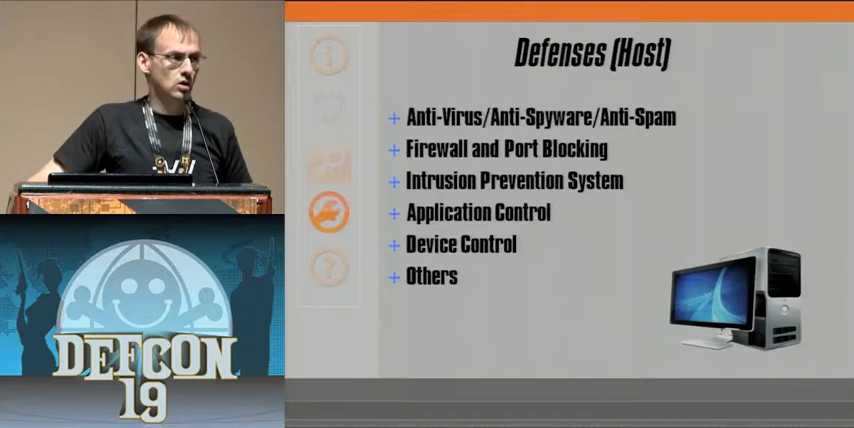 Defenses (Host)
Anti-Virus/Anti-Spyware/Anti-Spam
Firewall and Port Blocking
Intrusion Prevention System
Application Control
Device Control
Others
DEFCON
19